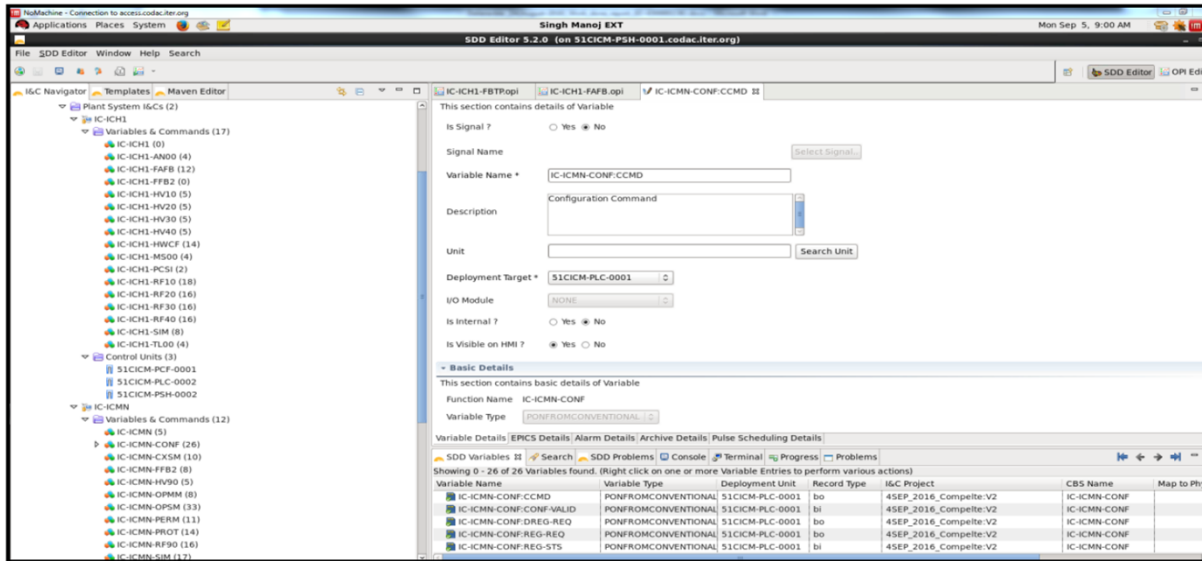 NoMachine - Connection to access.codac.iter.org
Applications Places System Singh Manoj EXT Mon Sep 5, 9:00 AM
SDD Editor 5.2.0 (on 51CICM-PSH-0001.codac.iter.org)
File SDD Editor Window Help Search
SDD Editor OPI Edi
I&C Navigator Templates Maven Editor
Plant System I&Cs (2)
IC-ICH1
Variables & Commands (17)
IC-ICH1 (0)
IC-ICH1-AN00 (4)
IC-ICH1-FAFB (12)
IC-ICH1-FFB2 (0)
IC-ICH1-HV10 (5)
IC-ICH1-HV20 (5)
IC-ICH1-HV30 (5)
IC-ICH1-HV40 (5)
IC-ICH1-HWCF (14)
IC-ICH1-MS00 (4)
IC-ICH1-PCSI (2)
IC-ICH1-RF10 (18)
IC-ICH1-RF20 (16)
IC-ICH1-RF30 (16)
IC-ICH1-RF40 (16)
IC-ICH1-SIM (8)
IC-ICH1-TL00 (4)
Control Units (3)
51CICM-PCF-0001
51CICM-PLC-0002
51CICM-PSH-0002
IC-ICMN
Variables & Commands (12)
IC-ICMN (5)
IC-ICMN-CONF (26)
IC-ICMN-CXSM (10)
IC-ICMN-FFB2 (8)
IC-ICMN-HV90 (5)
IC-ICMN-OPMM (8)
IC-ICMN-OPSM (33)
IC-ICMN-PERM (11)
IC-ICMN-PROT (14)
IC-ICMN-RF90 (16)
IC-ICMN-SIM (17)
IC-ICH1-FBTP.opi IC-ICH1-FAFB.opi IC-ICMN-CONF:CCMD
This section contains details of Variable
Is Signal ? Yes No
Signal Name Select Signal..
Variable Name * IC-ICMN-CONF:CCMD
Description Configuration Command
Unit Search Unit
Deployment Target * 51CICM-PLC-0001
I/O Module NONE
Is Internal ? Yes No
Is Visible on HMI ? Yes No
Basic Details
This section contains basic details of Variable
Function Name IC-ICMN-CONF
Variable Type PONFROMCONVENTIONAL
Variable Details EPICS Details Alarm Details Archive Details Pulse Scheduling Details
SDD Variables Search SDD Problems Console Terminal Progress Problems
Showing 0 - 26 of 26 Variables found. (Right click on one or more Variable Entries to perform various actions)
Variable Name Variable Type Deployment Unit Record Type I&C Project CBS Name Map to Phy
IC-ICMN-CONF:CCMD PONFROMCONVENTIONAL 51CICM-PLC-0001 bo 4SEP_2016_Compelte:V2 IC-ICMN-CONF
IC-ICMN-CONF:CONF-VALID PONFROMCONVENTIONAL 51CICM-PLC-0001 bi 4SEP_2016_Compelte:V2 IC-ICMN-CONF
IC-ICMN-CONF:DREG-REQ PONFROMCONVENTIONAL 51CICM-PLC-0001 bo 4SEP_2016_Compelte:V2 IC-ICMN-CONF
IC-ICMN-CONF:REG-REQ PONFROMCONVENTIONAL 51CICM-PLC-0001 bo 4SEP_2016_Compelte:V2 IC-ICMN-CONF
IC-ICMN-CONF:REG-STS PONFROMCONVENTIONAL 51CICM-PLC-0001 bi 4SEP_2016_Compelte:V2 IC-ICMN-CONF